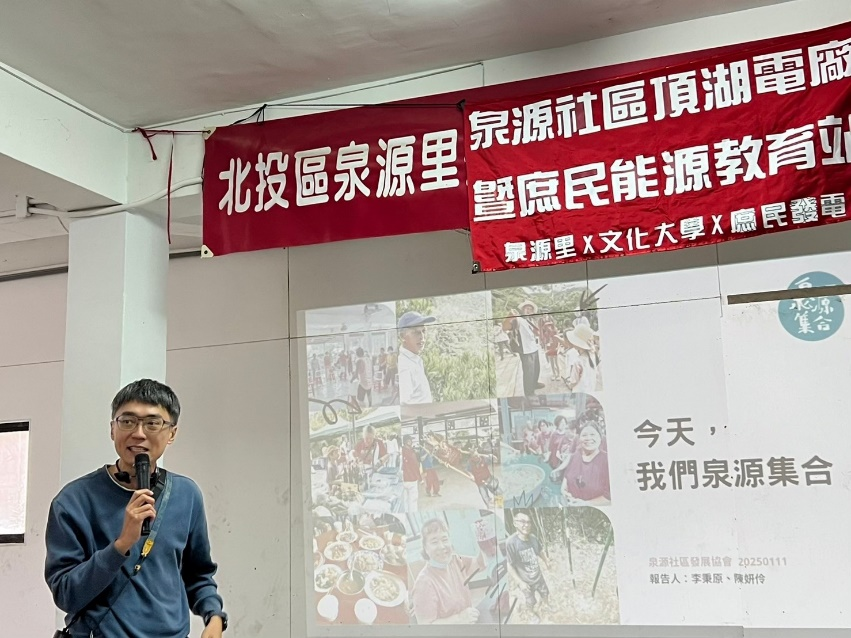 北投區泉源里
泉源社區頂湖電廠
暨庶民能源教育站
泉源里X文化大學X庶民發電
泉源
集合
今天，
我們泉源集合
泉源社區發展協會 20250111
報告人：李秉原、陳妍伶